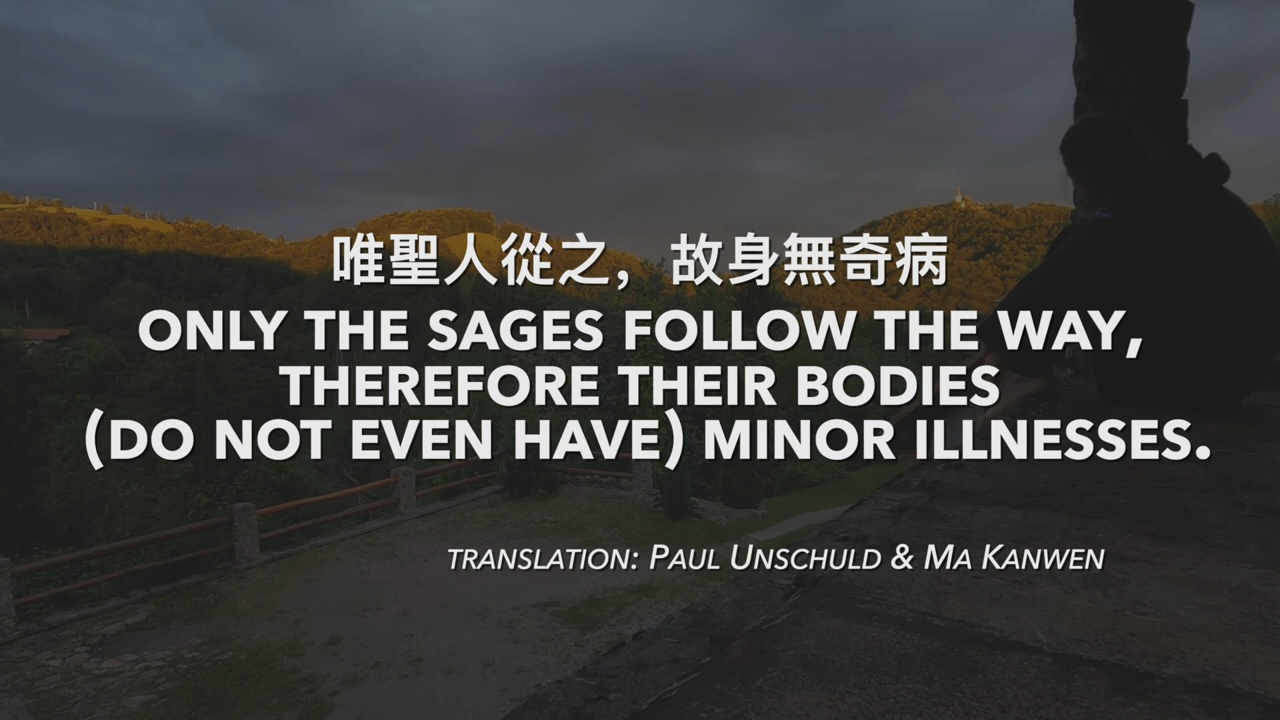 唯聖人從之，故身無奇病
ONLY THE SAGES FOLLOW THE WAY,
THEREFORE THEIR BODIES
(DO NOT EVEN HAVE) MINOR ILLNESSES.
TRANSLATION: PAUL UNSCHULD & MA KANWEN